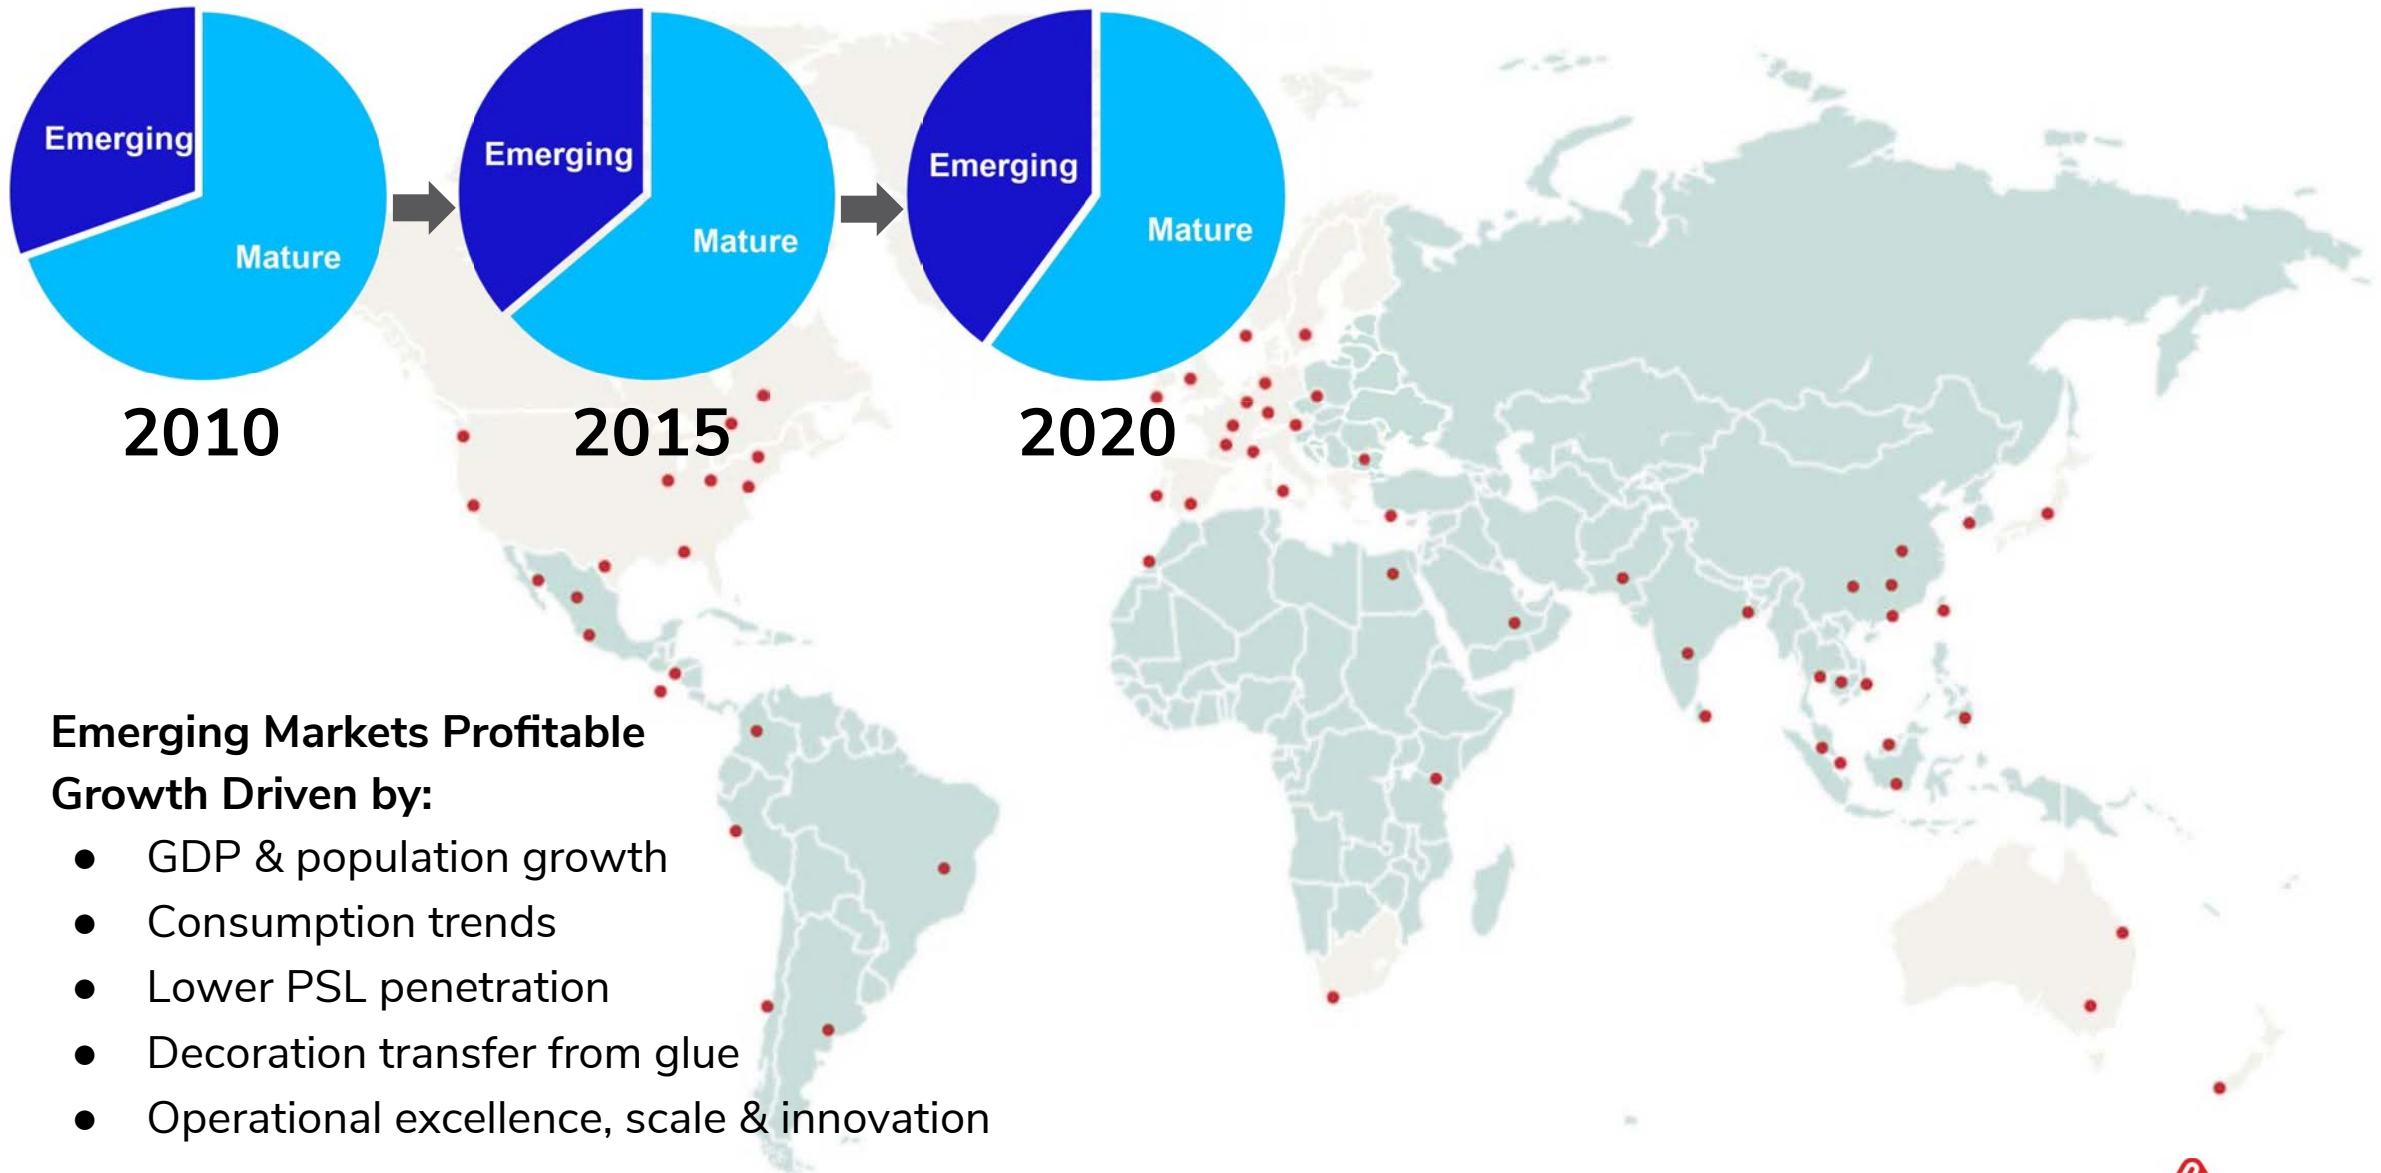 Emerging
Mature
Emerging
Mature
Emerging
Mature
2010
2015
2020
Emerging Markets Profitable
Growth Driven by:
● GDP & population growth
● Consumption trends
● Lower PSL penetration
● Decoration transfer from glue
● Operational excellence, scale & innovation